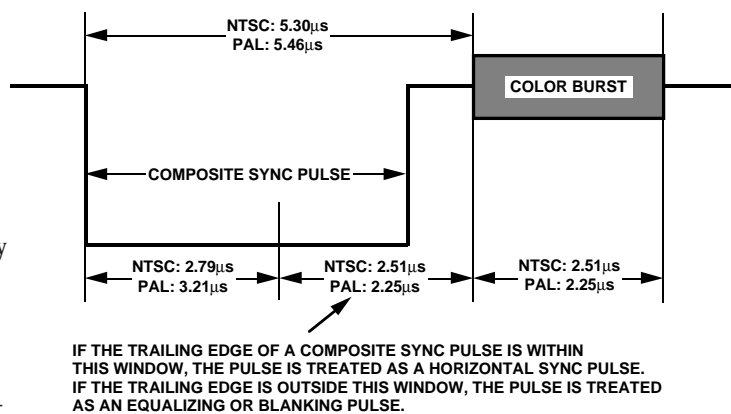 NTSC: 5.30µs
PAL: 5.46µs
COLOR BURST
COMPOSITE SYNC PULSE
y
NTSC: 2.79µs
PAL: 3.21µs
NTSC: 2.51µs
PAL: 2.25µs
NTSC: 2.51µs
PAL: 2.25µs
IF THE TRAILING EDGE OF A COMPOSITE SYNC PULSE IS WITHIN
THIS WINDOW, THE PULSE IS TREATED AS A HORIZONTAL SYNC PULSE.
IF THE TRAILING EDGE IS OUTSIDE THIS WINDOW, THE PULSE IS TREATED
AS AN EQUALIZING OR BLANKING PULSE.
-